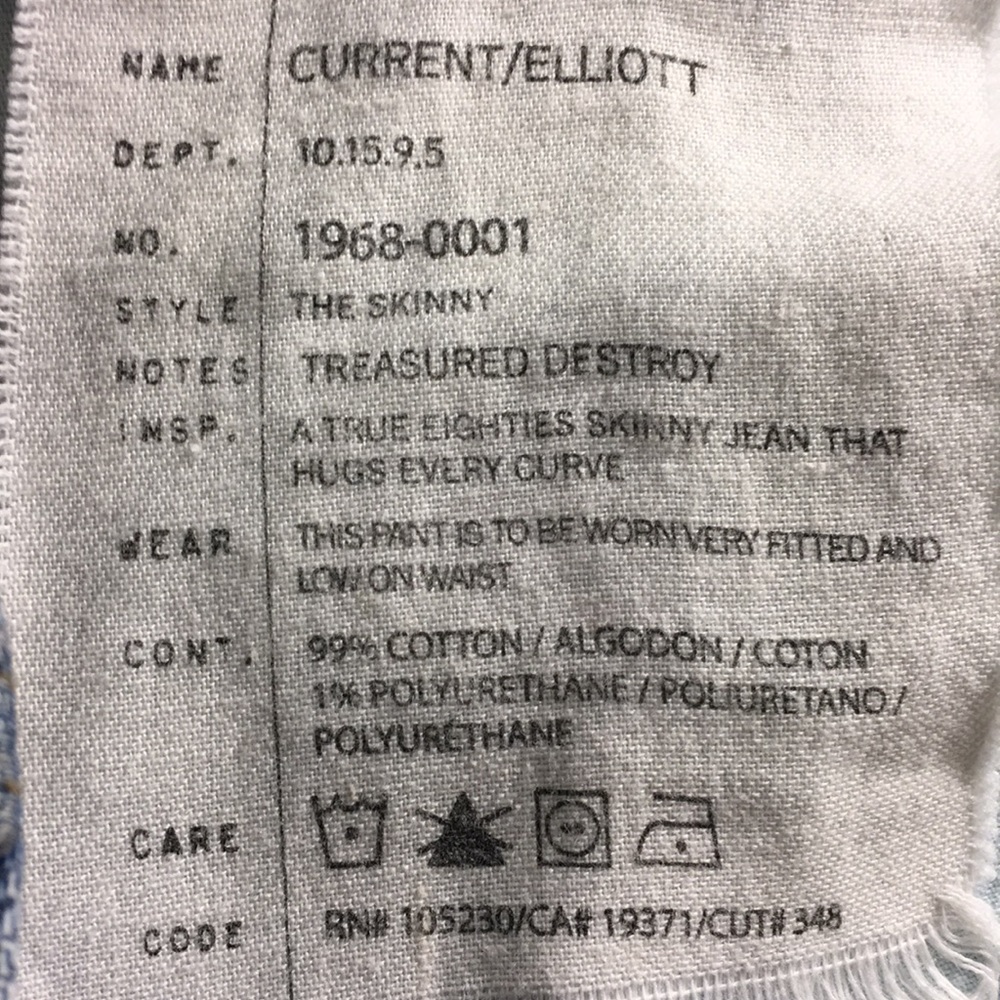 NAME CURRENT/ELLIOTT
DEPT. 10.15.9.5
NO. 1968-0001
STYLE THE SKINNY
NOTES TREASURED DESTROY
INSP. A TRUE EIGHTIES SKINNY JEAN THAT
HUGS EVERY CURVE
WEAR THIS PANT IS TO BE WORN VERY FITTED AND
LOW ON WAIST
CONT. 99% COTTON / ALGODON / COTON
1% POLYURETHANE / POLIURETANO /
POLYURÉTHANE
CARE
CODE RN# 105230/CA# 19371/CUT# 348